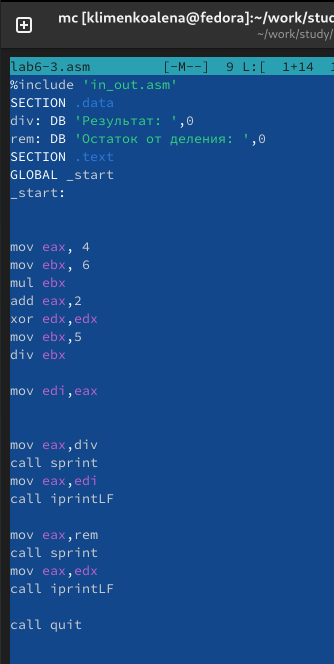 mc [klimenkoalena@fedora]:~/work/stu
~/work/study/
lab6-3.asm [-M--] 9 L:[ 1+14
%include 'in_out.asm'
SECTION .data
div: DB 'Результат: ',0
rem: DB 'Остаток от деления: ',0
SECTION .text
GLOBAL _start
_start:
mov eax, 4
mov ebx, 6
mul ebx
add eax,2
xor edx,edx
mov ebx,5
div ebx
mov edi,eax
mov eax,div
call sprint
mov eax,edi
call iprintLF
mov eax,rem
call sprint
mov eax,edx
call iprintLF
call quit